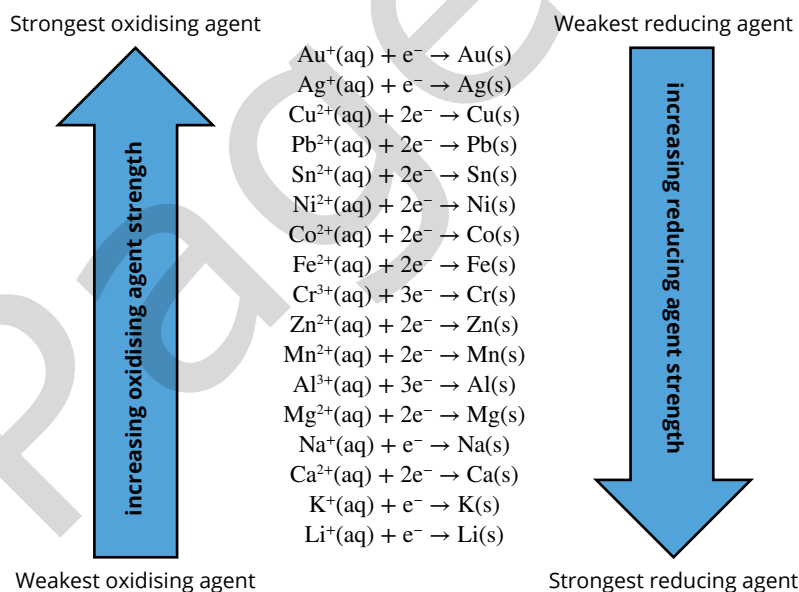 Strongest oxidising agent
Weakest reducing agent
Au⁺(aq) + e⁻ → Au(s)
Ag⁺(aq) + e⁻ → Ag(s)
Cu²⁺(aq) + 2e⁻ → Cu(s)
Pb²⁺(aq) + 2e⁻ → Pb(s)
Sn²⁺(aq) + 2e⁻ → Sn(s)
Ni²⁺(aq) + 2e⁻ → Ni(s)
Co²⁺(aq) + 2e⁻ → Co(s)
Fe²⁺(aq) + 2e⁻ → Fe(s)
Cr³⁺(aq) + 3e⁻ → Cr(s)
Zn²⁺(aq) + 2e⁻ → Zn(s)
Mn²⁺(aq) + 2e⁻ → Mn(s)
Al³⁺(aq) + 3e⁻ → Al(s)
Mg²⁺(aq) + 2e⁻ → Mg(s)
Na⁺(aq) + e⁻ → Na(s)
Ca²⁺(aq) + 2e⁻ → Ca(s)
K⁺(aq) + e⁻ → K(s)
Li⁺(aq) + e⁻ → Li(s)
increasing oxidising agent strength
increasing reducing agent strength
Weakest oxidising agent
Strongest reducing agent
Page